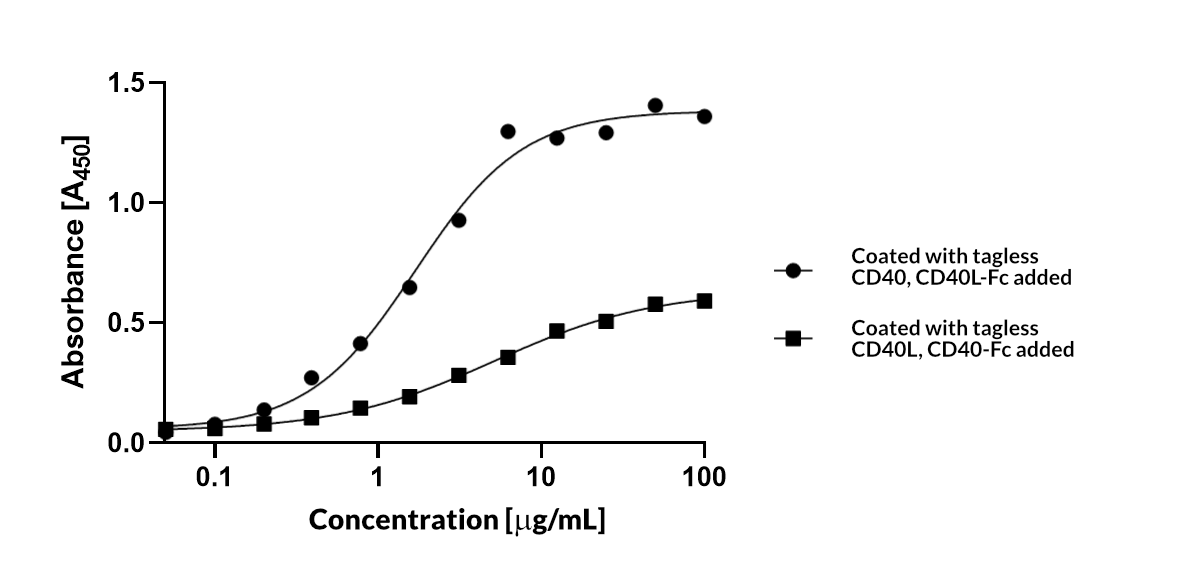 1.5
1.0
0.5
0.0
Absorbance [A450]
0.1
1
10
100
Concentration [μg/mL]
Coated with tagless
CD40, CD40L-Fc added
Coated with tagless
CD40L, CD40-Fc added